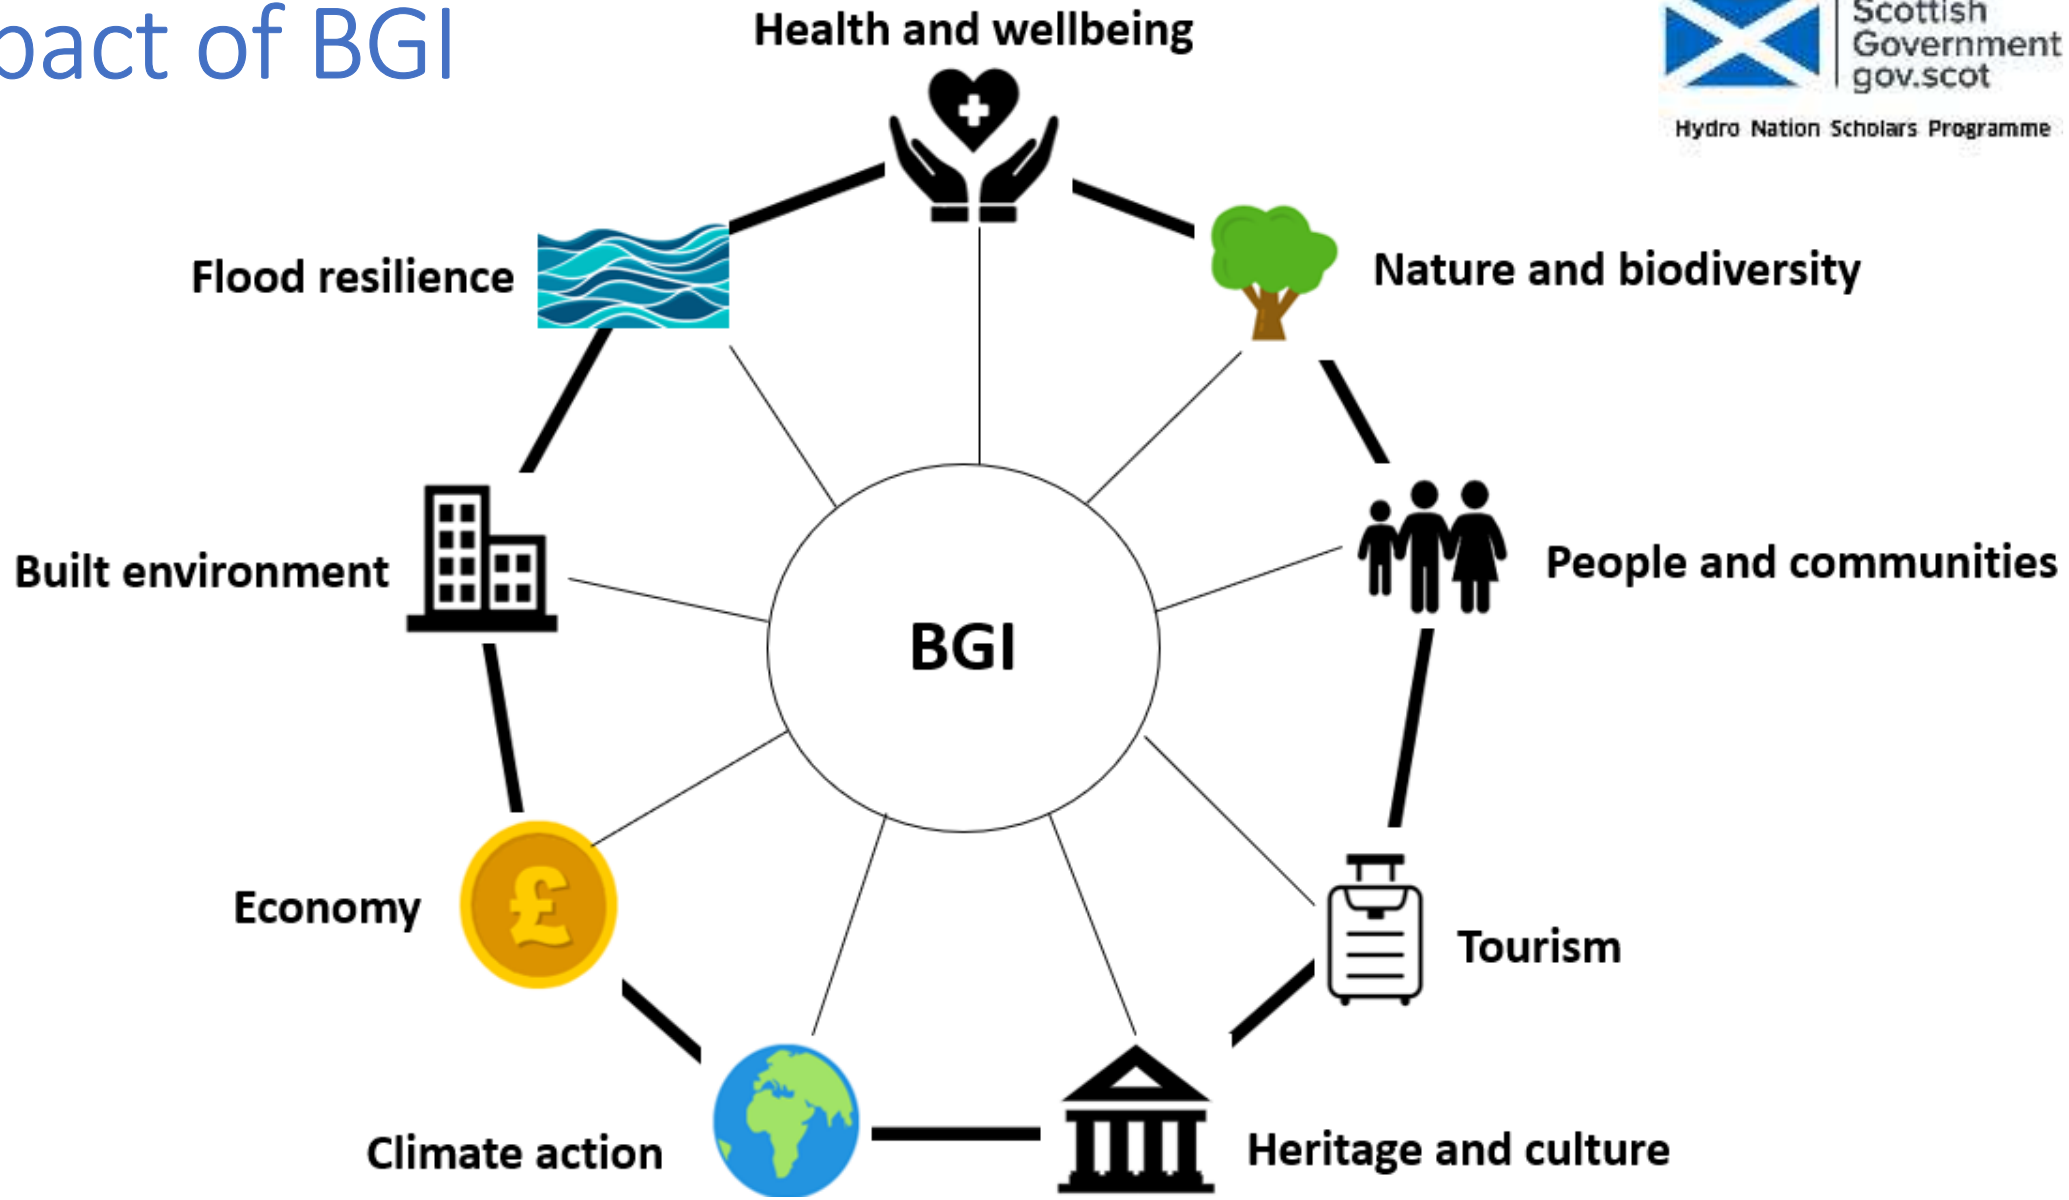 pact of BGI
Health and wellbeing
Scottish
Government
gov.scot
Hydro Nation Scholars Programme
Flood resilience
Nature and biodiversity
Built environment
People and communities
BGI
Economy
£
Tourism
Climate action
Heritage and culture